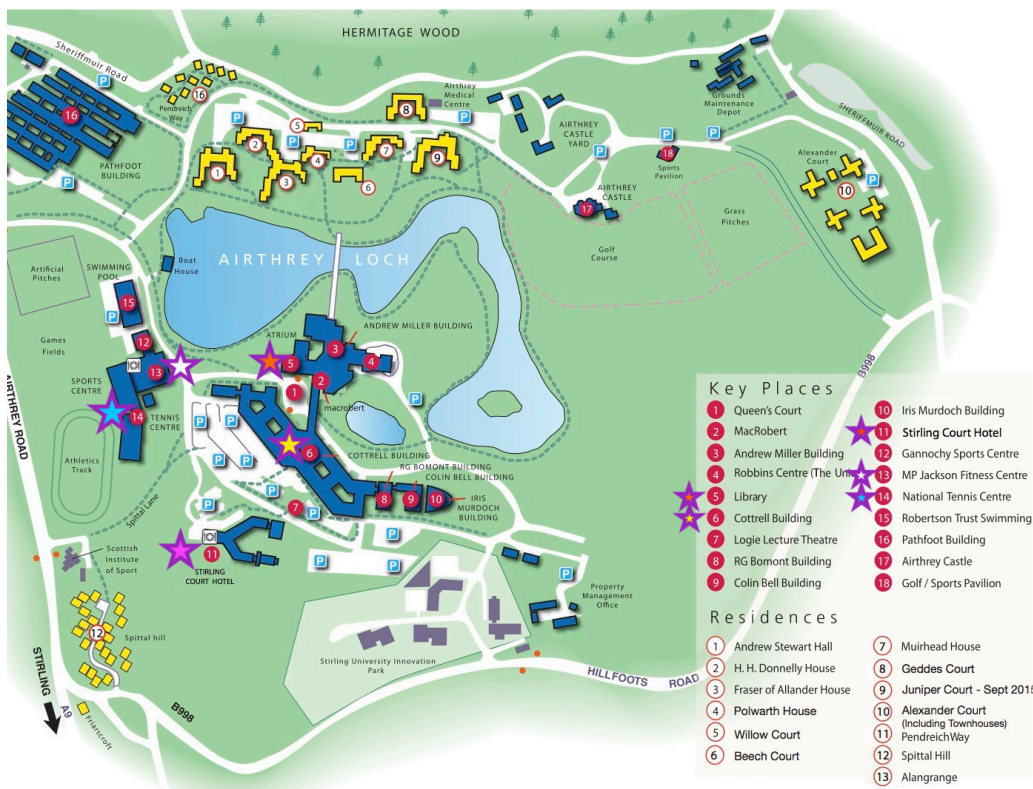 HERMITAGE WOOD
Sheriffmuir Road
P
16
Pendreich
Way
16
PATHFOOT
BUILDING
P
P
5
2
1
3
4
P
7
6
8
9
Airthrey
Medical
Centre
P
AIRTHREY
CASTLE
YARD
P
AIRTHREY
CASTLE
17
18
Sports
Pavilion
P
P
Grounds
Maintenance
Depot
SHERIFFMUIR ROAD
Alexander
Court
10
P
Grass
Pitches
Golf
Course
AIRTHREY LOCH
Boat
House
Artificial
Pitches
SWIMMING
POOL
15
P
12
13
Games
Fields
SPORTS
CENTRE
14
TENNIS
CENTRE
Athletics
Track
AIRTHREY ROAD
ATRIUM
ANDREW MILLER BUILDING
3
5
4
2
1
macrobert
P
P
P
P
COTTRELL BUILDING
6
RG BOMONT BUILDING
COLIN BELL BUILDING
8
9
10
IRIS
MURDOCH
BUILDING
7
P
P
P
P
Spittal Lane
11
STIRLING
COURT HOTEL
P
P
P
Property
Management
Office
Scottish
Institute
of Sport
12
Spittal hill
Stirling University Innovation
Park
STIRLING
A9
Friarscroft
B998
HILLFOOTS ROAD
B998
Key Places
1 Queen's Court
2 MacRobert
3 Andrew Miller Building
4 Robbins Centre (The Uni
5 Library
6 Cottrell Building
7 Logie Lecture Theatre
8 RG Bomont Building
9 Colin Bell Building
10 Iris Murdoch Building
11 Stirling Court Hotel
12 Gannochy Sports Centre
13 MP Jackson Fitness Centre
14 National Tennis Centre
15 Robertson Trust Swimming
16 Pathfoot Building
17 Airthrey Castle
18 Golf / Sports Pavilion
Residences
1 Andrew Stewart Hall
2 H. H. Donnelly House
3 Fraser of Allander House
4 Polwarth House
5 Willow Court
6 Beech Court
7 Muirhead House
8 Geddes Court
9 Juniper Court - Sept 2015
10 Alexander Court
(Including Townhouses)
11 PendreichWay
12 Spittal Hill
13 Alangrange